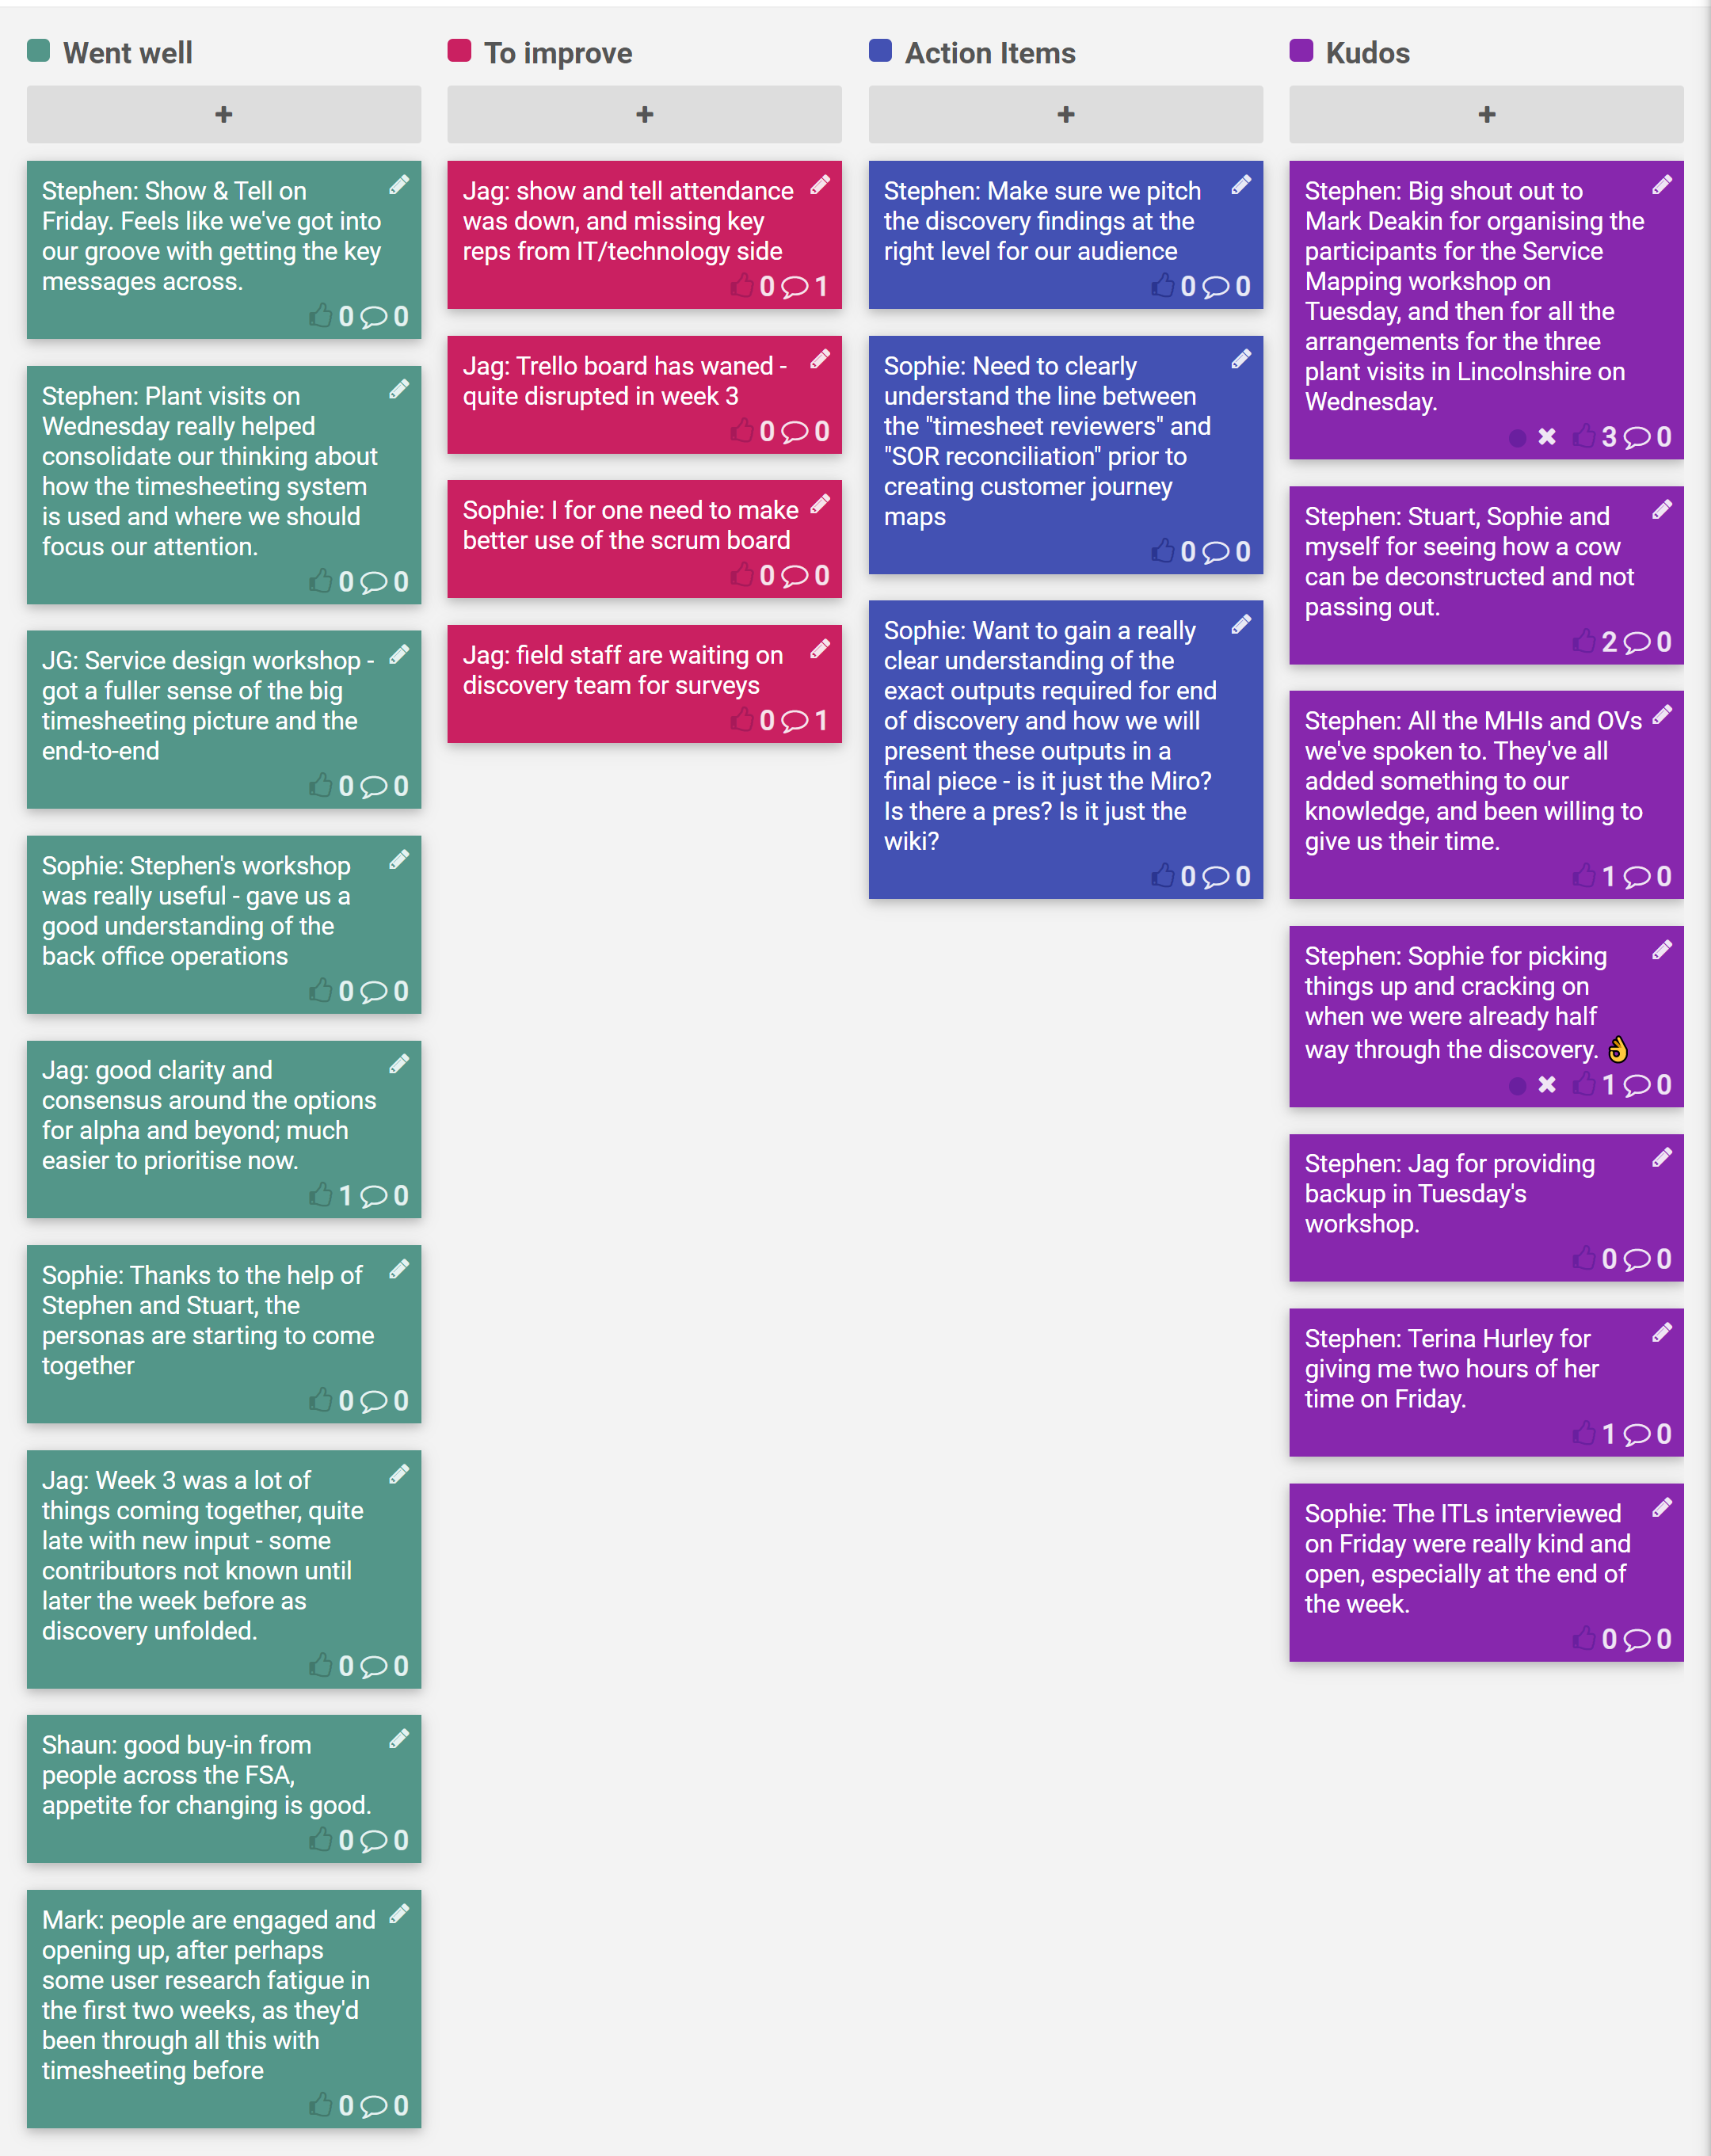 Went well
+
Stephen: Show & Tell on
Friday. Feels like we've got into
our groove with getting the key
messages across.
0 0
Stephen: Plant visits on
Wednesday really helped
consolidate our thinking about
how the timesheeting system
is used and where we should
focus our attention.
0 0
JG: Service design workshop -
got a fuller sense of the big
timesheeting picture and the
end-to-end
0 0
Sophie: Stephen's workshop
was really useful - gave us a
good understanding of the
back office operations
0 0
Jag: good clarity and
consensus around the options
for alpha and beyond; much
easier to prioritise now.
1 0
Sophie: Thanks to the help of
Stephen and Stuart, the
personas are starting to come
together
0 0
Jag: Week 3 was a lot of
things coming together, quite
late with new input - some
contributors not known until
later the week before as
discovery unfolded.
0 0
Shaun: good buy-in from
people across the FSA,
appetite for changing is good.
0 0
Mark: people are engaged and
opening up, after perhaps
some user research fatigue in
the first two weeks, as they'd
been through all this with
timesheeting before
0 0
To improve
+
Jag: show and tell attendance
was down, and missing key
reps from IT/technology side
0 1
Jag: Trello board has waned -
quite disrupted in week 3
0 0
Sophie: I for one need to make
better use of the scrum board
0 0
Jag: field staff are waiting on
discovery team for surveys
0 1
Action Items
+
Stephen: Make sure we pitch
the discovery findings at the
right level for our audience
0 0
Sophie: Need to clearly
understand the line between
the "timesheet reviewers" and
"SOR reconciliation" prior to
creating customer journey
maps
0 0
Sophie: Want to gain a really
clear understanding of the
exact outputs required for end
of discovery and how we will
present these outputs in a
final piece - is it just the Miro?
Is there a pres? Is it just the
wiki?
0 0
Kudos
+
Stephen: Big shout out to
Mark Deakin for organising the
participants for the Service
Mapping workshop on
Tuesday, and then for all the
arrangements for the three
plant visits in Lincolnshire on
Wednesday.
3 0
Stephen: Stuart, Sophie and
myself for seeing how a cow
can be deconstructed and not
passing out.
2 0
Stephen: All the MHIs and OVs
we've spoken to. They've all
added something to our
knowledge, and been willing to
give us their time.
1 0
Stephen: Sophie for picking
things up and cracking on
when we were already half
way through the discovery. 👌
1 0
Stephen: Jag for providing
backup in Tuesday's
workshop.
0 0
Stephen: Terina Hurley for
giving me two hours of her
time on Friday.
1 0
Sophie: The ITLs interviewed
on Friday were really kind and
open, especially at the end of
the week.
0 0